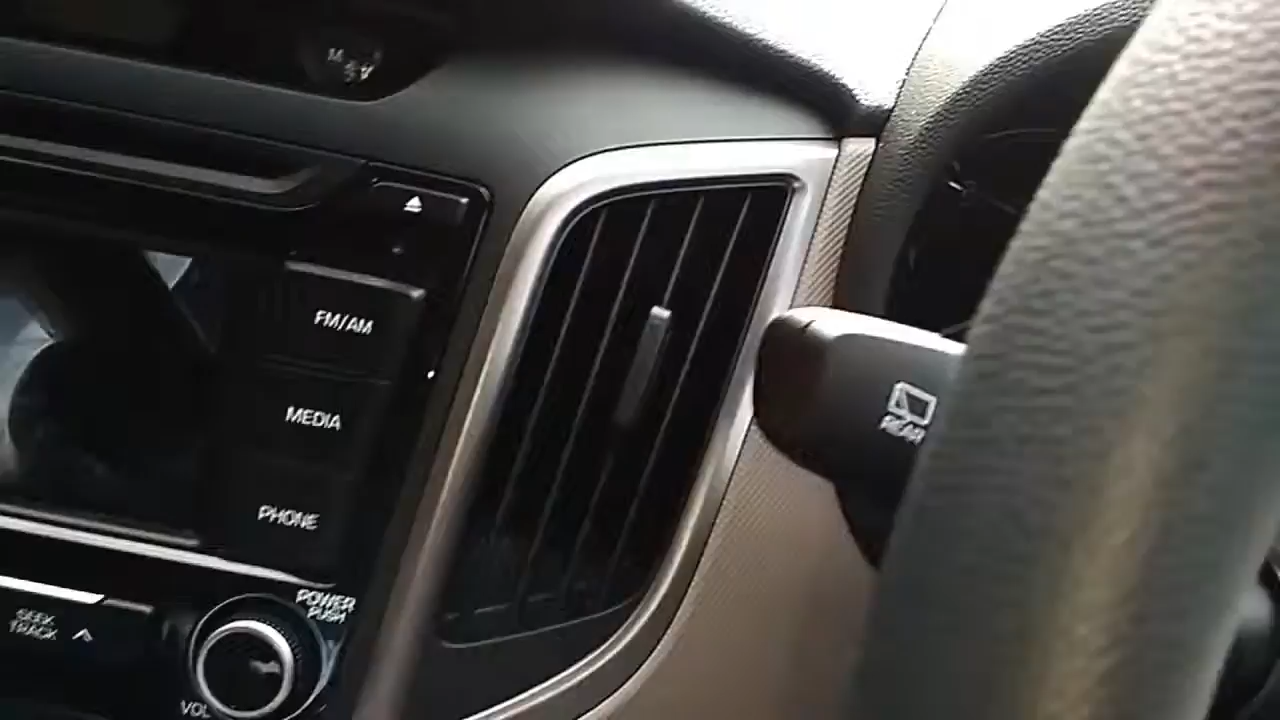 FM/AM
MEDIA
PHONE
POWER
PUSH
SEEK
TRACK
VOL
REAR